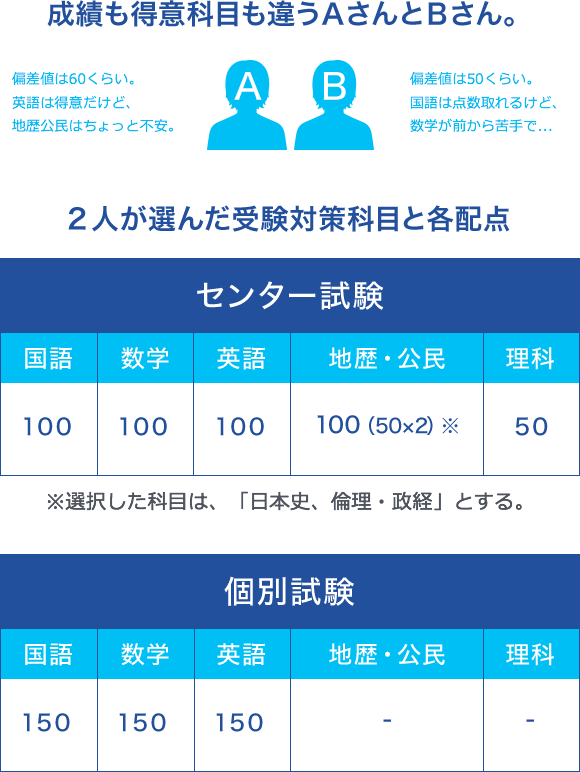 成績も得意科目も違うAさんとBさん。
偏差値は60くらい。
英語は得意だけど、
地歴公民はちょっと不安。
A
B
偏差値は50くらい。
国語は点数取れるけど、
数学が前から苦手で…
2人が選んだ受験対策科目と各配点
センター試験
国語 数学 英語 地歴・公民 理科
100 100 100 100（50×2）※ 50
※選択した科目は、「日本史、倫理・政経」とする。
個別試験
国語 数学 英語 地歴・公民 理科
150 150 150 - -